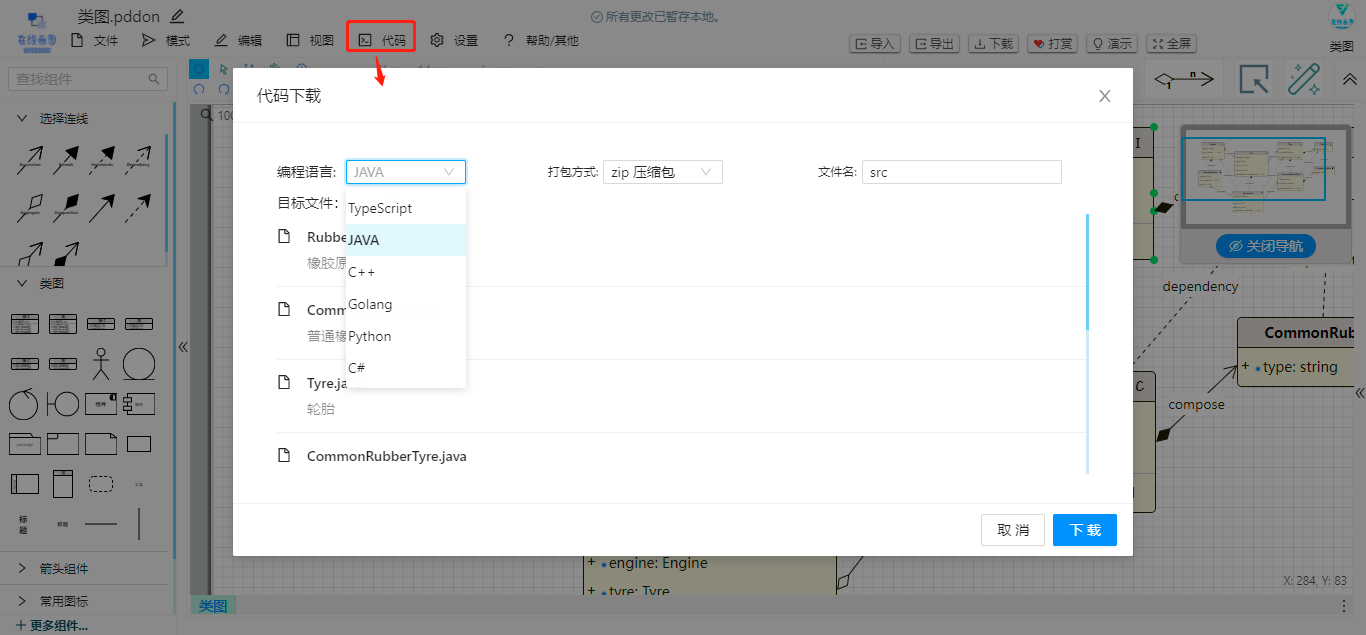 类图.pddon
所有更改已暂存本地。
在线画图
文件
模式
编辑
视图
代码
设置
帮助/其他
导入
导出
下载
打赏
演示
全屏
类图
查找组件
选择连线
Dependency
类图
package
标题
箭头组件
常用图标
更多组件...
100
代码下载
编程语言:
JAVA
打包方式:
zip 压缩包
文件名:
src
目标文件:
TypeScript
JAVA
C++
Golang
Python
C#
Rubbe
橡胶原
Comm
普通橡
Tyre.ja
轮胎
CommonRubberTyre.java
取 消
下 载
1
n
I
关闭导航
dependency
CommonRub
+ type: string
C
compose
+ engine: Engine
+ tyre: Tyre
X: 284, Y: 83
类图